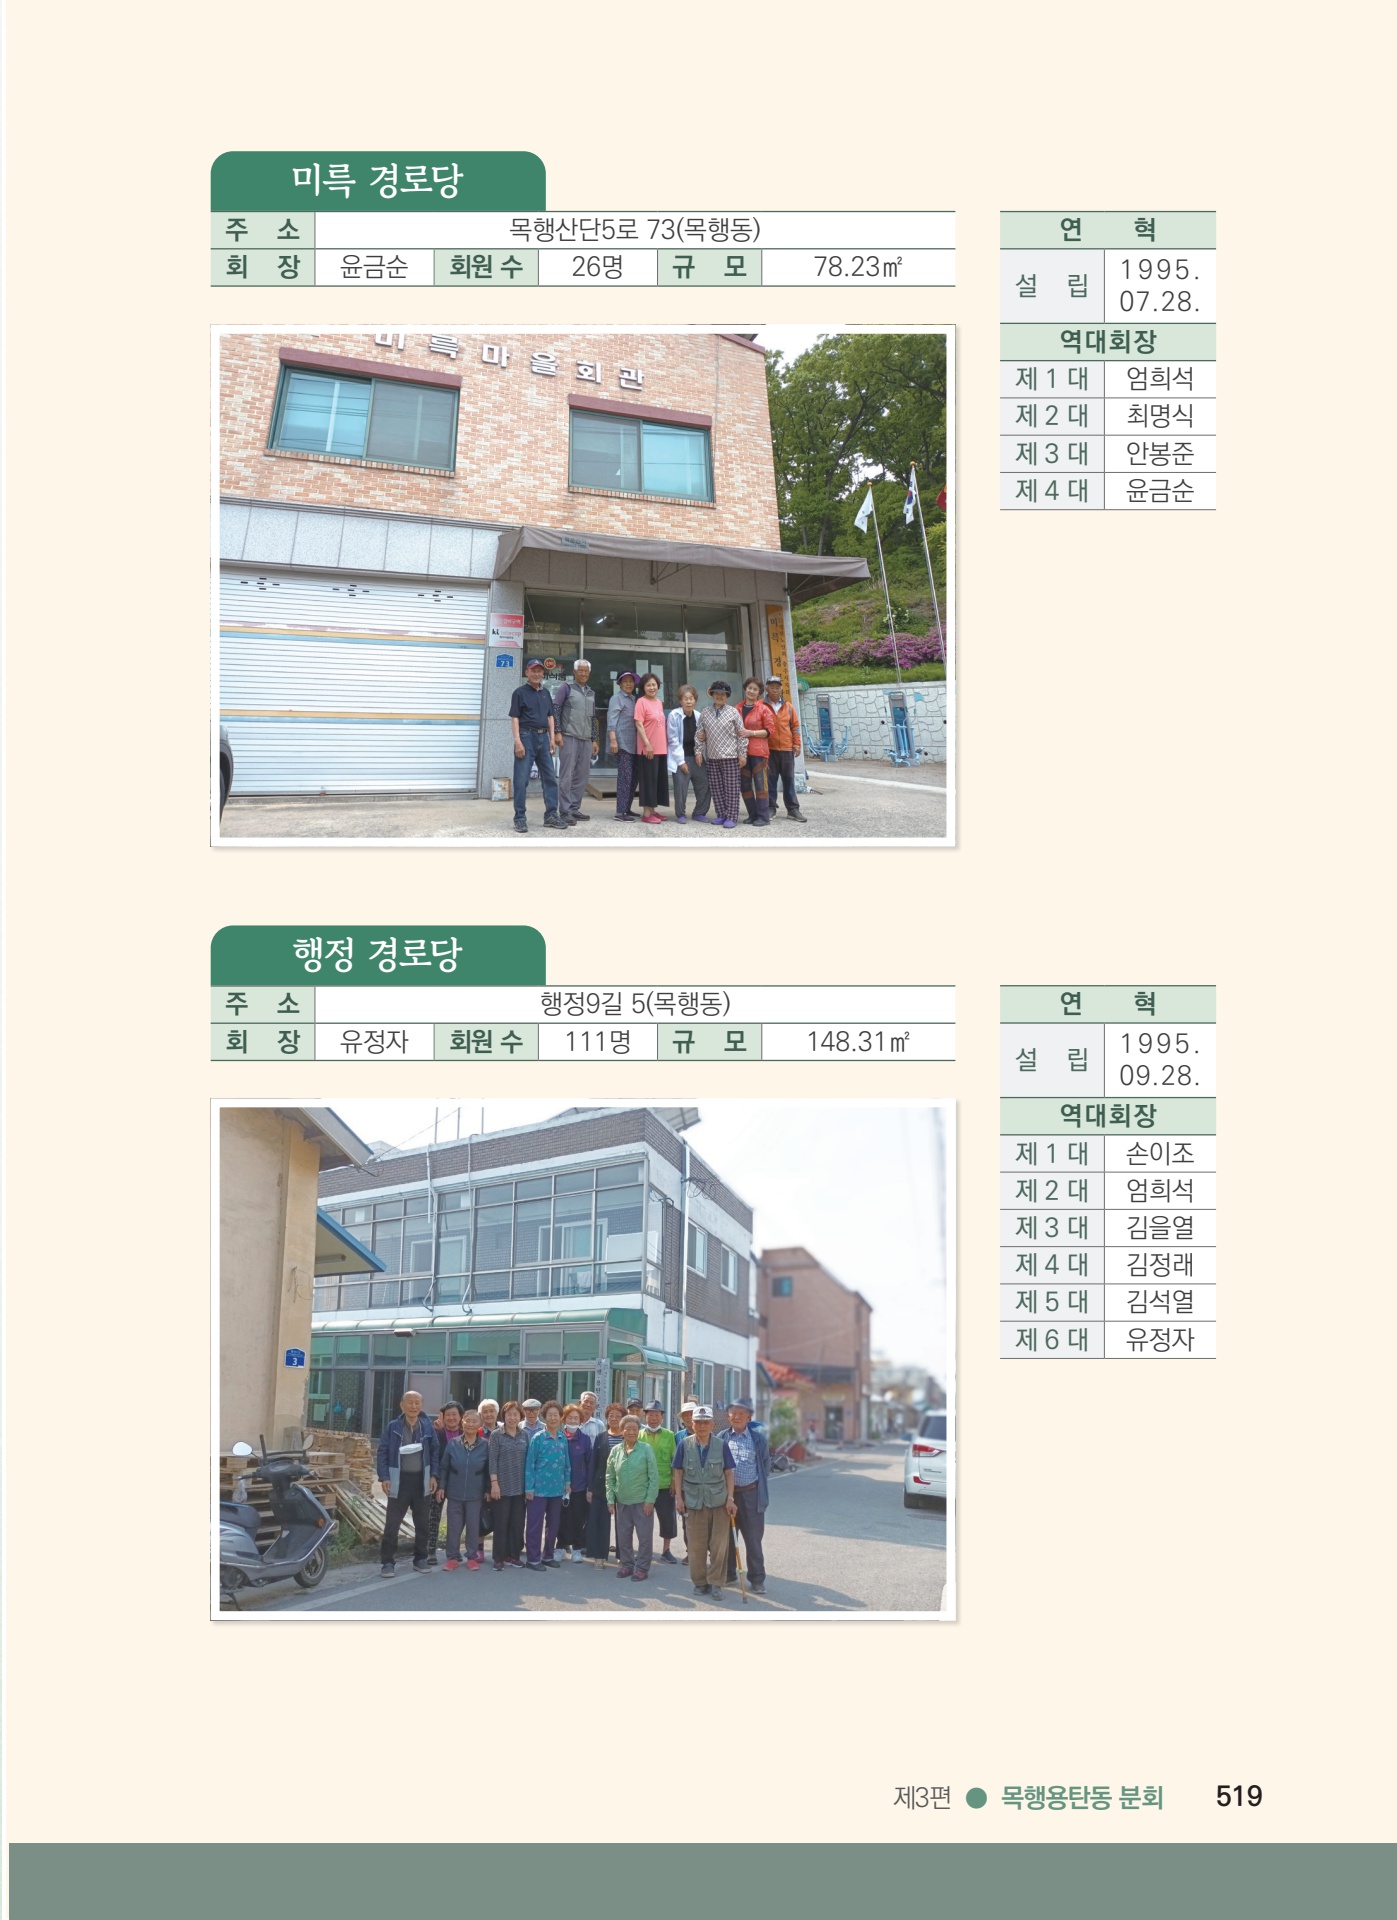 미륵 경로당
주 소 목행산단5로 73(목행동)
회 장 윤금순 회원 수 26명 규 모 78.23㎡
연 혁
설 립 1995. 07.28.
역대회장
제 1 대 엄희석
제 2 대 최명식
제 3 대 안봉준
제 4 대 윤금순
미륵마을회관
73
행정 경로당
주 소 행정9길 5(목행동)
회 장 유정자 회원 수 111명 규 모 148.31㎡
연 혁
설 립 1995. 09.28.
역대회장
제 1 대 손이조
제 2 대 엄희석
제 3 대 김을열
제 4 대 김정래
제 5 대 김석열
제 6 대 유정자
3
제3편 ● 목행용탄동 분회 519